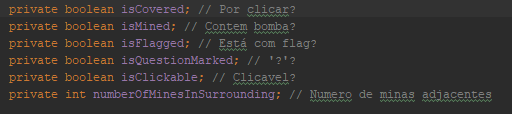 private boolean isCovered; // Por clicar?
private boolean isMined; // Contem bomba?
private boolean isFlagged; // Está com flag?
private boolean isQuestionMarked; // '?'?
private boolean isClickable; // Clicavel?
private int numberOfMinesInSurrounding; // Numero de minas adjacentes